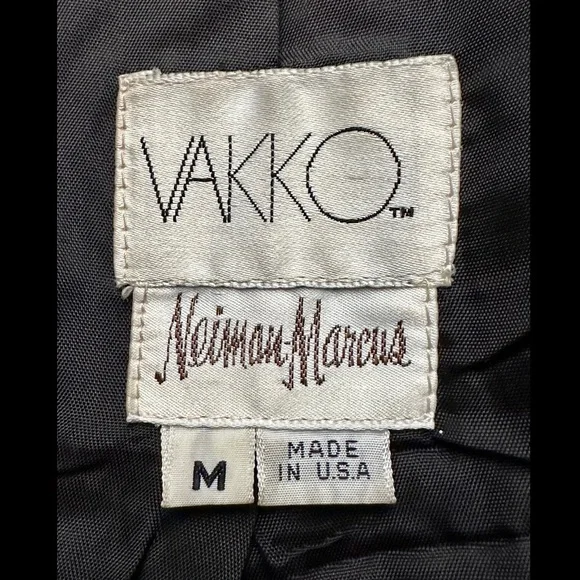 VAKKO™
Neiman-Marcus
M
MADE
IN U.S.A